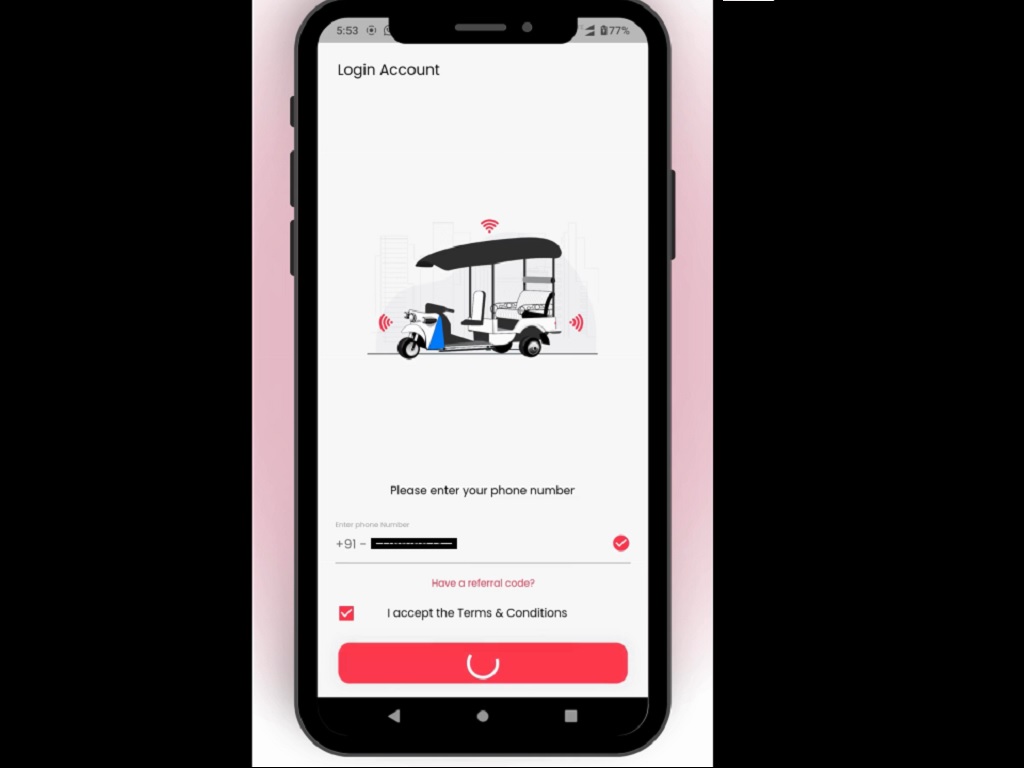 5:53
77%
Login Account
Please enter your phone number
Enter phone Number
+91 -
Have a referral code?
I accept the Terms & Conditions